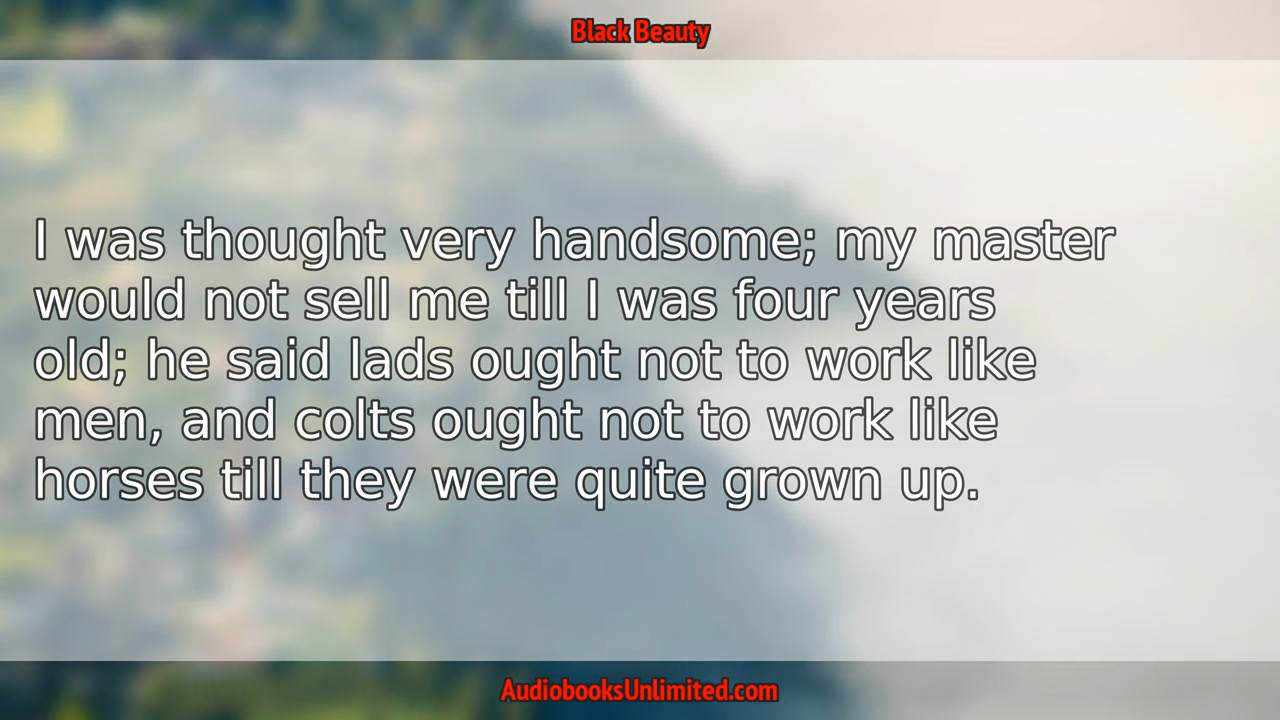 Black Beauty
I was thought very handsome; my master
would not sell me till I was four years
old; he said lads ought not to work like
men, and colts ought not to work like
horses till they were quite grown up.
AudiobooksUnlimited.com